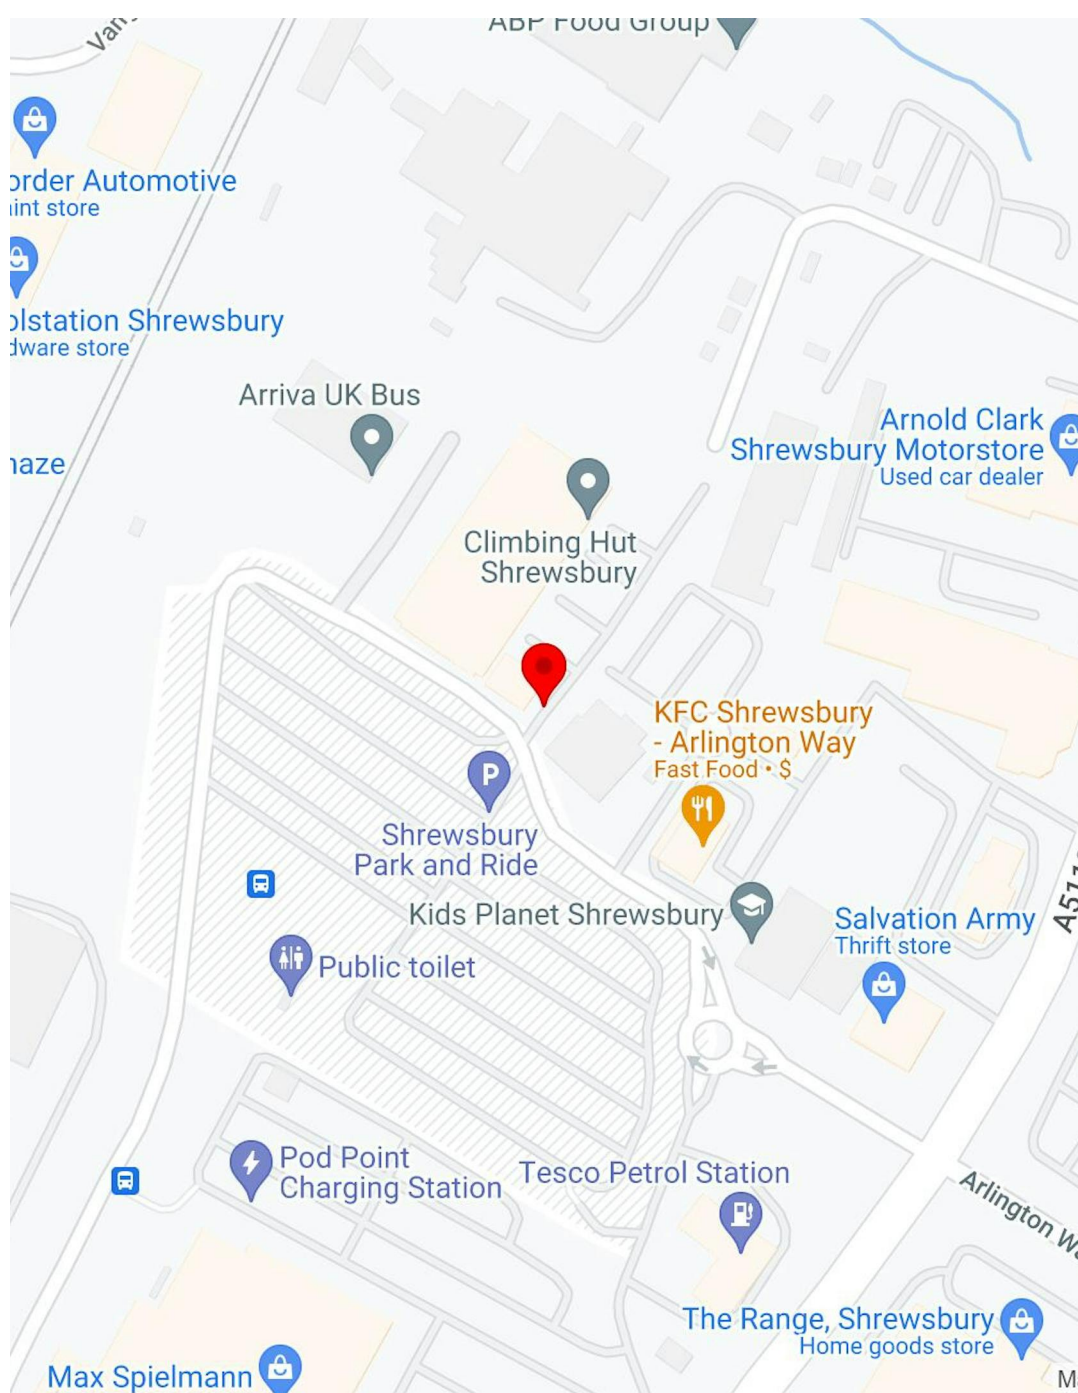 ABP Food Group
order Automotive
aint store
olstation Shrewsbury
dware store
Arriva UK Bus
Arnold Clark
Shrewsbury Motorstore
Used car dealer
naze
Climbing Hut
Shrewsbury
KFC Shrewsbury
- Arlington Way
Fast Food • $
P
Shrewsbury
Park and Ride
Kids Planet Shrewsbury
Salvation Army
Thrift store
Public toilet
Pod Point
Charging Station
Tesco Petrol Station
Arlington Wa
The Range, Shrewsbury
Home goods store
Max Spielmann
M